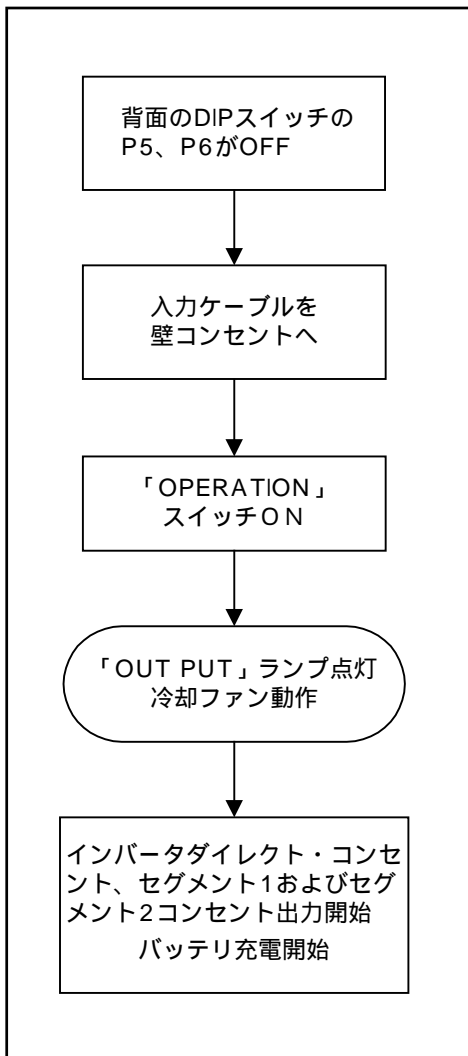 背面のDIPスイッチの
P5、P6がOFF
入力ケーブルを
壁コンセントへ
「OPERATION」
スイッチＯＮ
「OUT PUT」ランプ点灯
冷却ファン動作
インバータダイレクト・コンセ
ント、セグメント1およびセグ
メント2コンセント出力開始
バッテリ充電開始